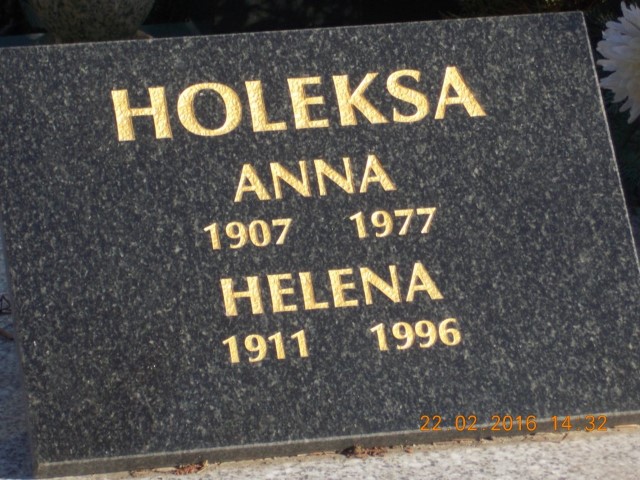 HOLEKSA
ANNA
1907 1977
HELENA
1911 1996
22 02 2016 14 32